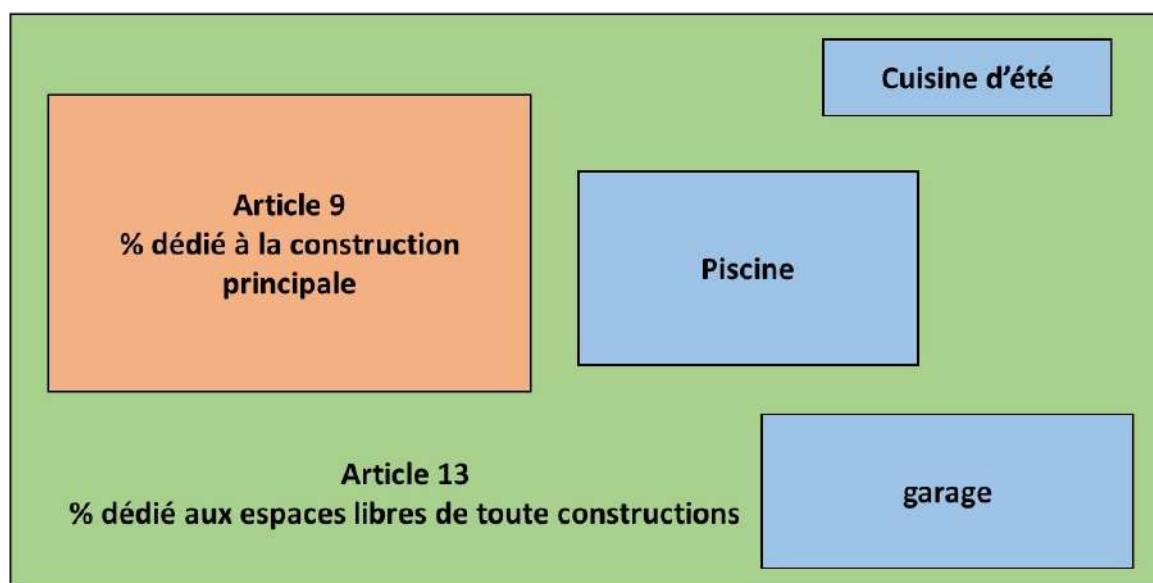 Cuisine d'été
Article 9
% dédié à la construction
principale
Piscine
Article 13
% dédié aux espaces libres de toute constructions
garage